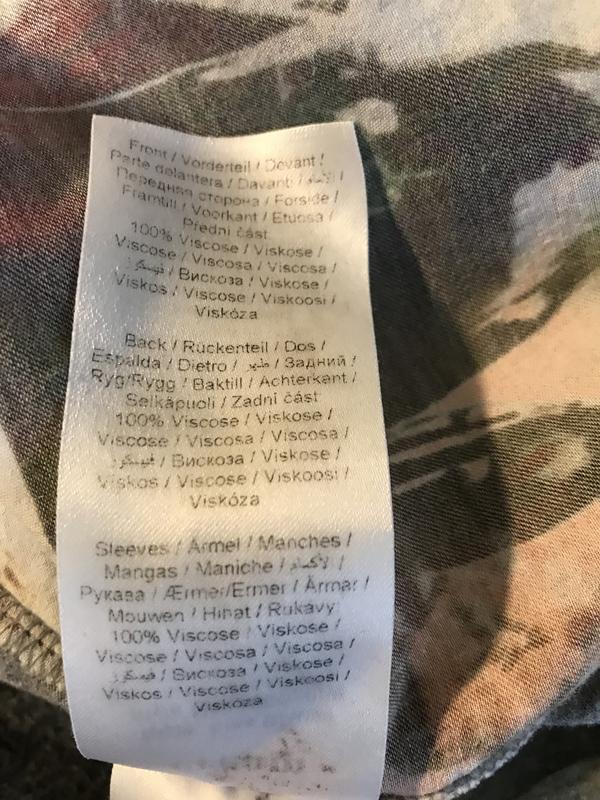 Front / Vorderteil / Devant /
Parte delantera / Davanti / /
Передняя сторона / Forside /
Framtill / Voorkant / Etuosa /
Přední část
100% Viscose / Viskose /
Viscose / Viscosa / Viscosa /
فيسكوز / Вискоза / Viskose /
Viskos / Viscose / Viskoosi /
Viskóza
Back / Rückenteil / Dos /
Espalda / Dietro / ظهر / Задний /
Ryg/Rygg / Baktill / Achterkant /
Selkäpuoli / Zadní část
100% Viscose / Viskose /
Viscose / Viscosa / Viscosa /
فيسكوز / Вискоза / Viskose /
Viskos / Viscose / Viskoosi /
Viskóza
Sleeves / Ärmel / Manches /
Mangas / Maniche / الأكمام /
Рукава / Ærmer/Ermer / Ärmar /
Mouwen / Hihat / Rukávy
100% Viscose / Viskose /
Viscose / Viscosa / Viscosa /
فيسكوز / Вискоза / Viskose /
Viskos / Viscose / Viskoosi /
Viskóza